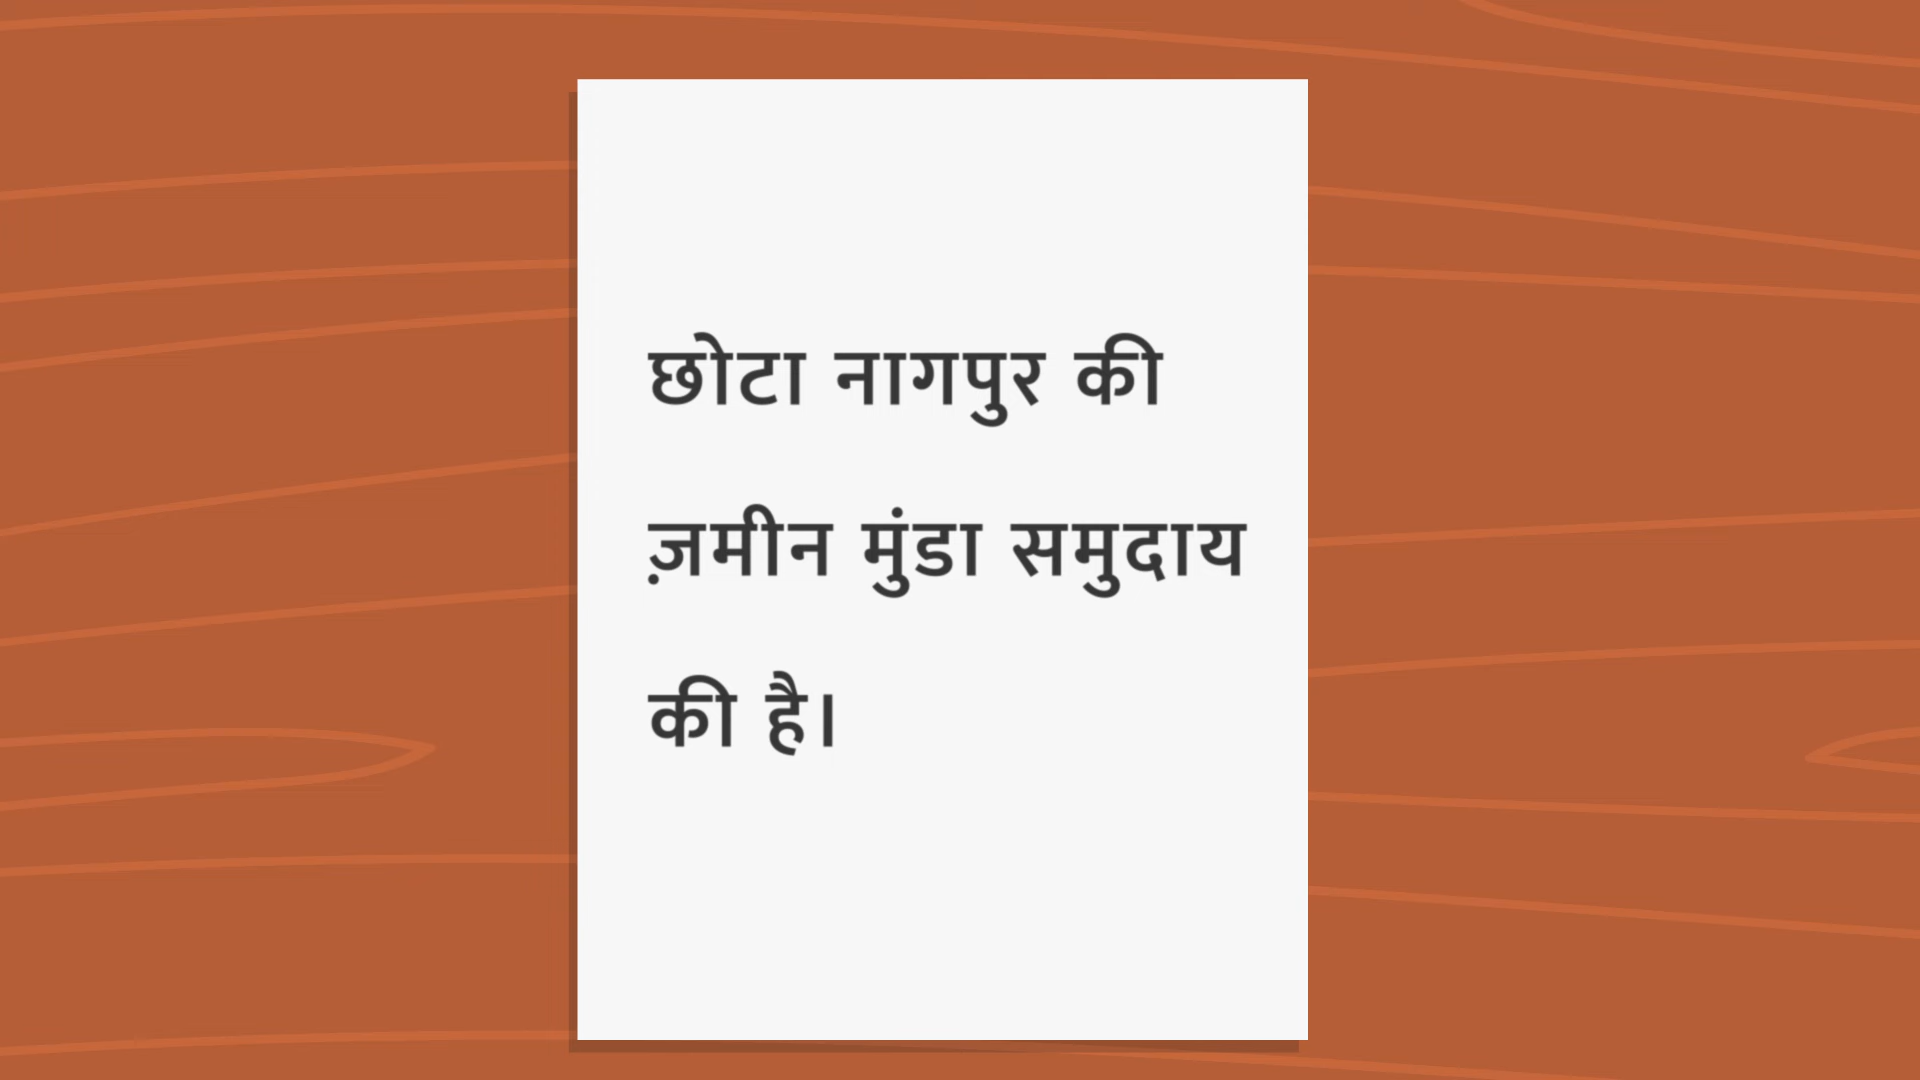 छोटा नागपुर की
ज़मीन मुंडा समुदाय
की है।